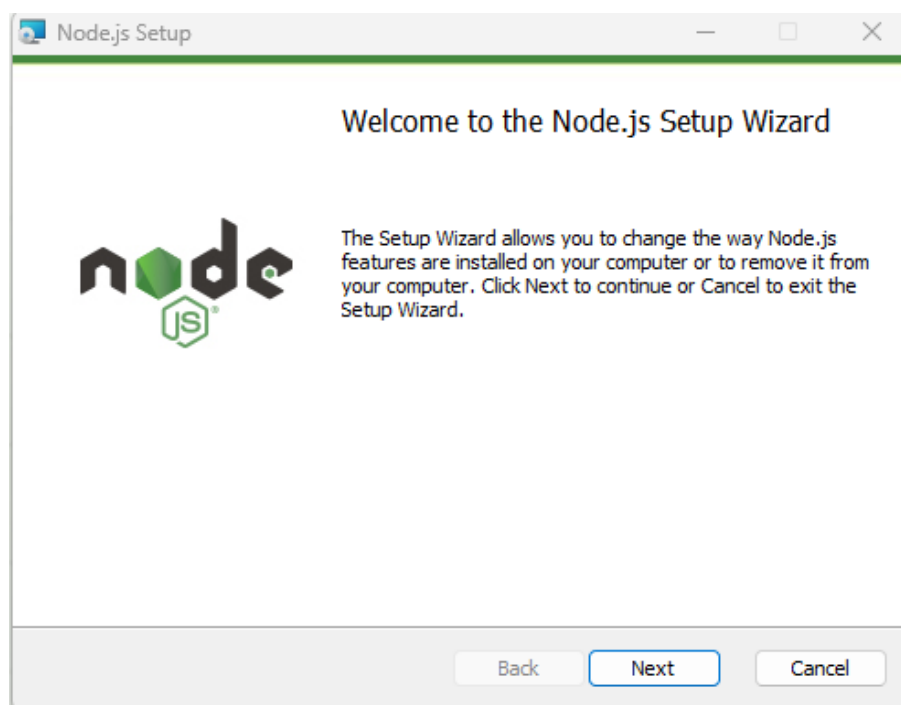 Node.js Setup
Welcome to the Node.js Setup Wizard
The Setup Wizard allows you to change the way Node.js
features are installed on your computer or to remove it from
your computer. Click Next to continue or Cancel to exit the
Setup Wizard.
node
JS®
Back Next Cancel